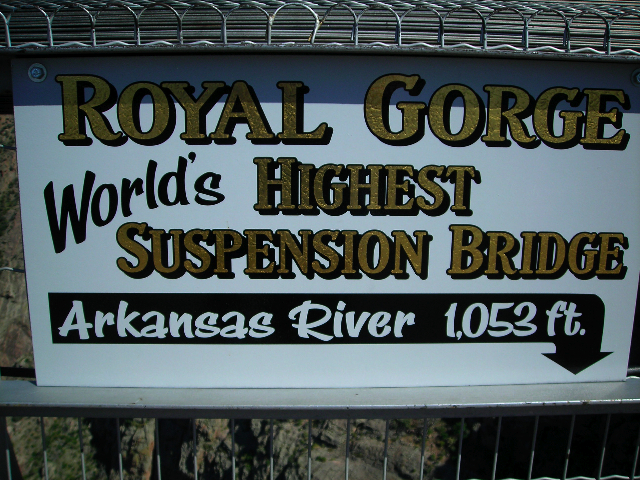 ROYAL GORGE
World's HIGHEST
SUSPENSION BRIDGE
Arkansas River 1,053 ft.